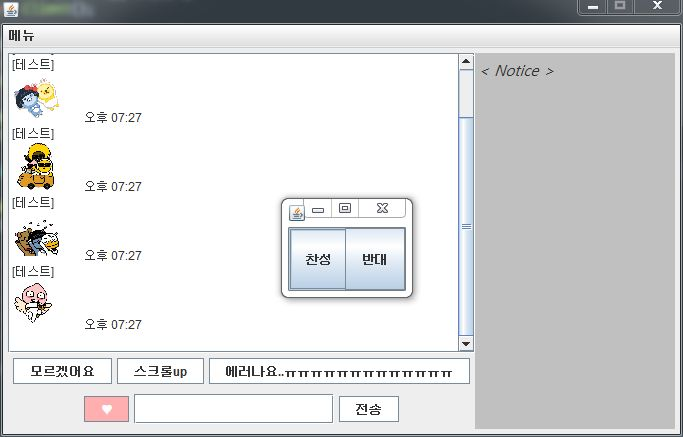 메뉴
[테스트]
오후 07:27
[테스트]
오후 07:27
[테스트]
오후 07:27
[테스트]
오후 07:27
< Notice >
찬성
반대
모르겠어요
스크롤up
에러나요..ㅠㅠㅠㅠㅠㅠㅠㅠㅠㅠㅠㅠㅠ
전송